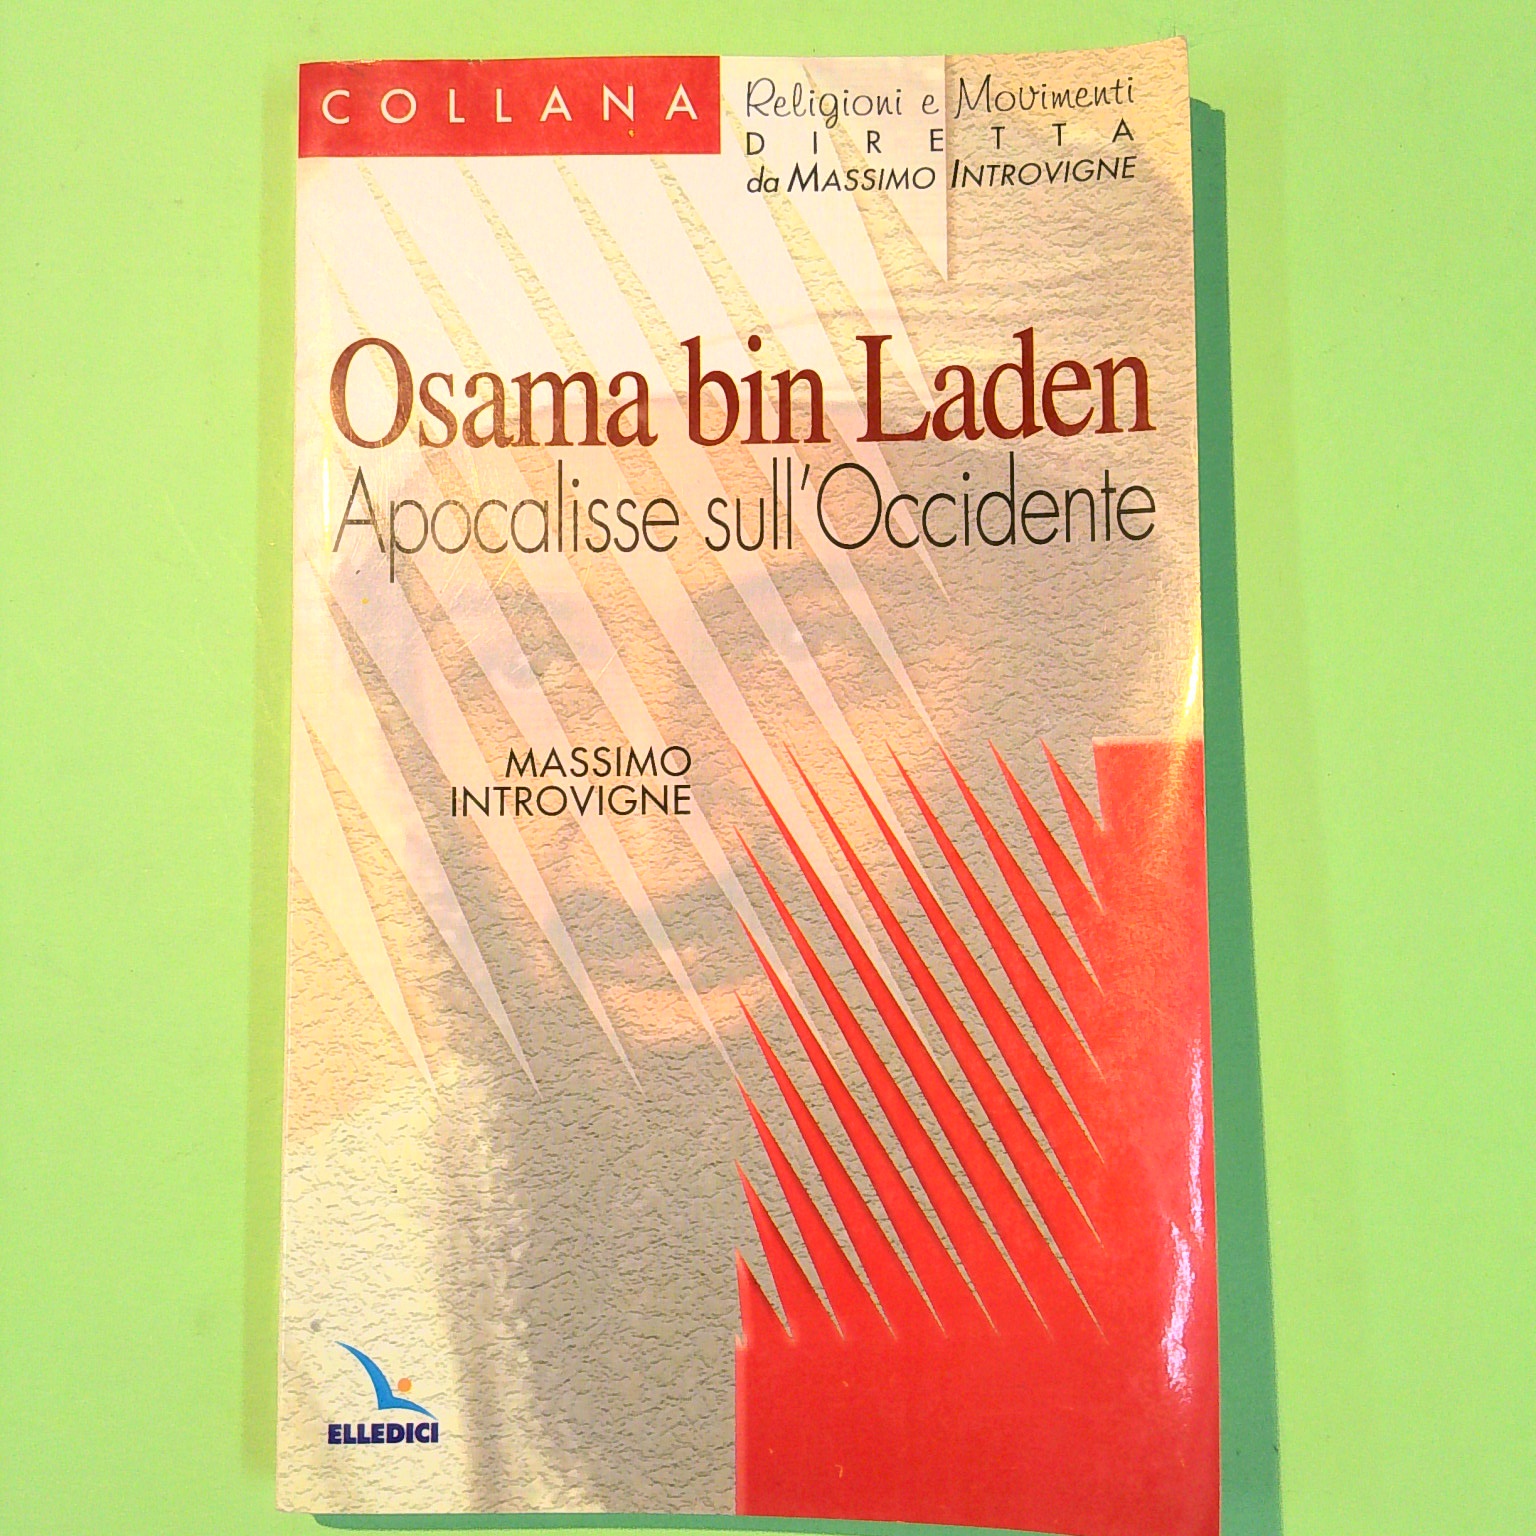 COLLANA
Religioni e Movimenti
DIRETTA
da MASSIMO INTROVIGNE
Osama bin Laden
Apocalisse sull'Occidente
MASSIMO
INTROVIGNE
ELLEDICI